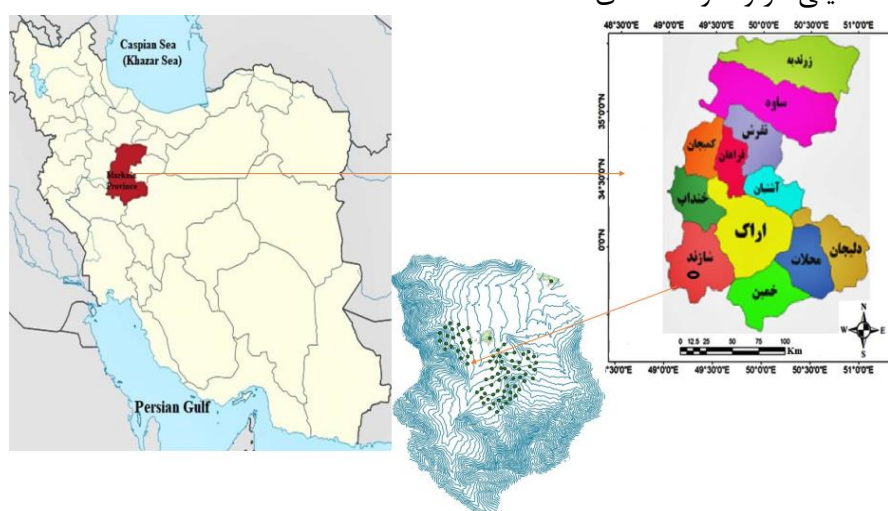 Caspian Sea
(Khazar Sea)
Markazi
Province
Persian Gulf
48°30'0"E 49°0'0"E 49°30'0"E 50°0'0"E 50°30'0"E 51°0'0"E
35°0'0"N
34°30'0"N
زرندیه
ساوه
تفرش
کمیجان
فراهان
آشتیان
خنداب
اراک
دلیجان
شازند
محلات
خمین
N
W E
S
0 12.5 25 50 75 100
Km
48°30'0"E 49°0'0"E 49°30'0"E 50°0'0"E 50°30'0"E 51°0'0"E